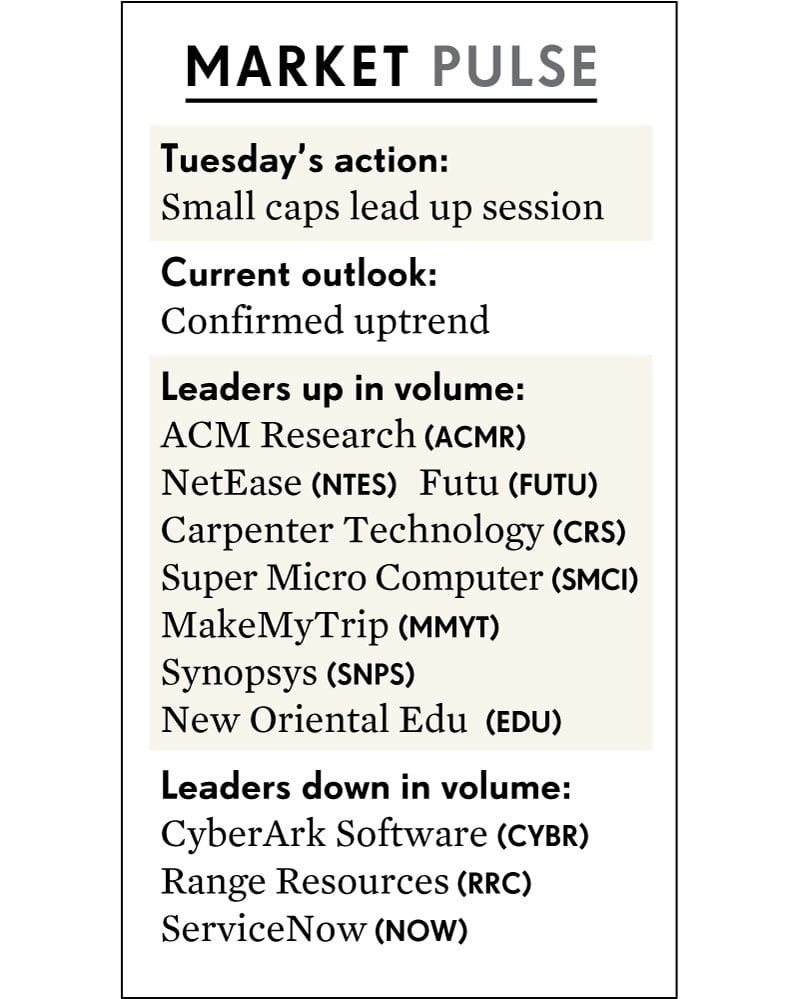 MARKET PULSE
Tuesday’s action:
Small caps lead up session
Current outlook:
Confirmed uptrend
Leaders up in volume:
ACM Research (ACMR)
NetEase (NTES) Futu (FUTU)
Carpenter Technology (CRS)
Super Micro Computer (SMCI)
MakeMyTrip (MMYT)
Synopsys (SNPS)
New Oriental Edu (EDU)
Leaders down in volume:
CyberArk Software (CYBR)
Range Resources (RRC)
ServiceNow (NOW)